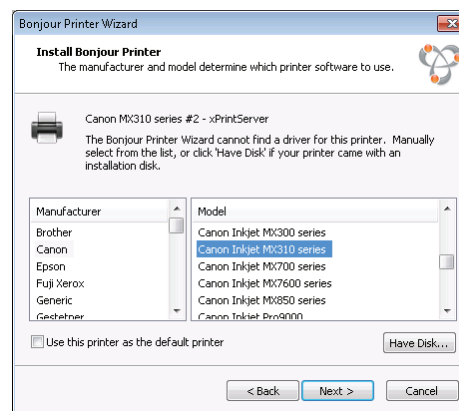 Bonjour Printer Wizard
Install Bonjour Printer
The manufacturer and model determine which printer software to use.
Canon MX310 series #2 - xPrintServer
The Bonjour Printer Wizard cannot find a driver for this printer. Manually
select from the list, or click 'Have Disk' if your printer came with an
installation disk.
Manufacturer
Brother
Canon
Epson
Fuji Xerox
Generic
Gestetner
Model
Canon Inkjet MX300 series
Canon Inkjet MX310 series
Canon Inkjet MX700 series
Canon Inkjet MX7600 series
Canon Inkjet MX850 series
Canon Inkjet Pro9000
Use this printer as the default printer
Have Disk...
< Back
Next >
Cancel